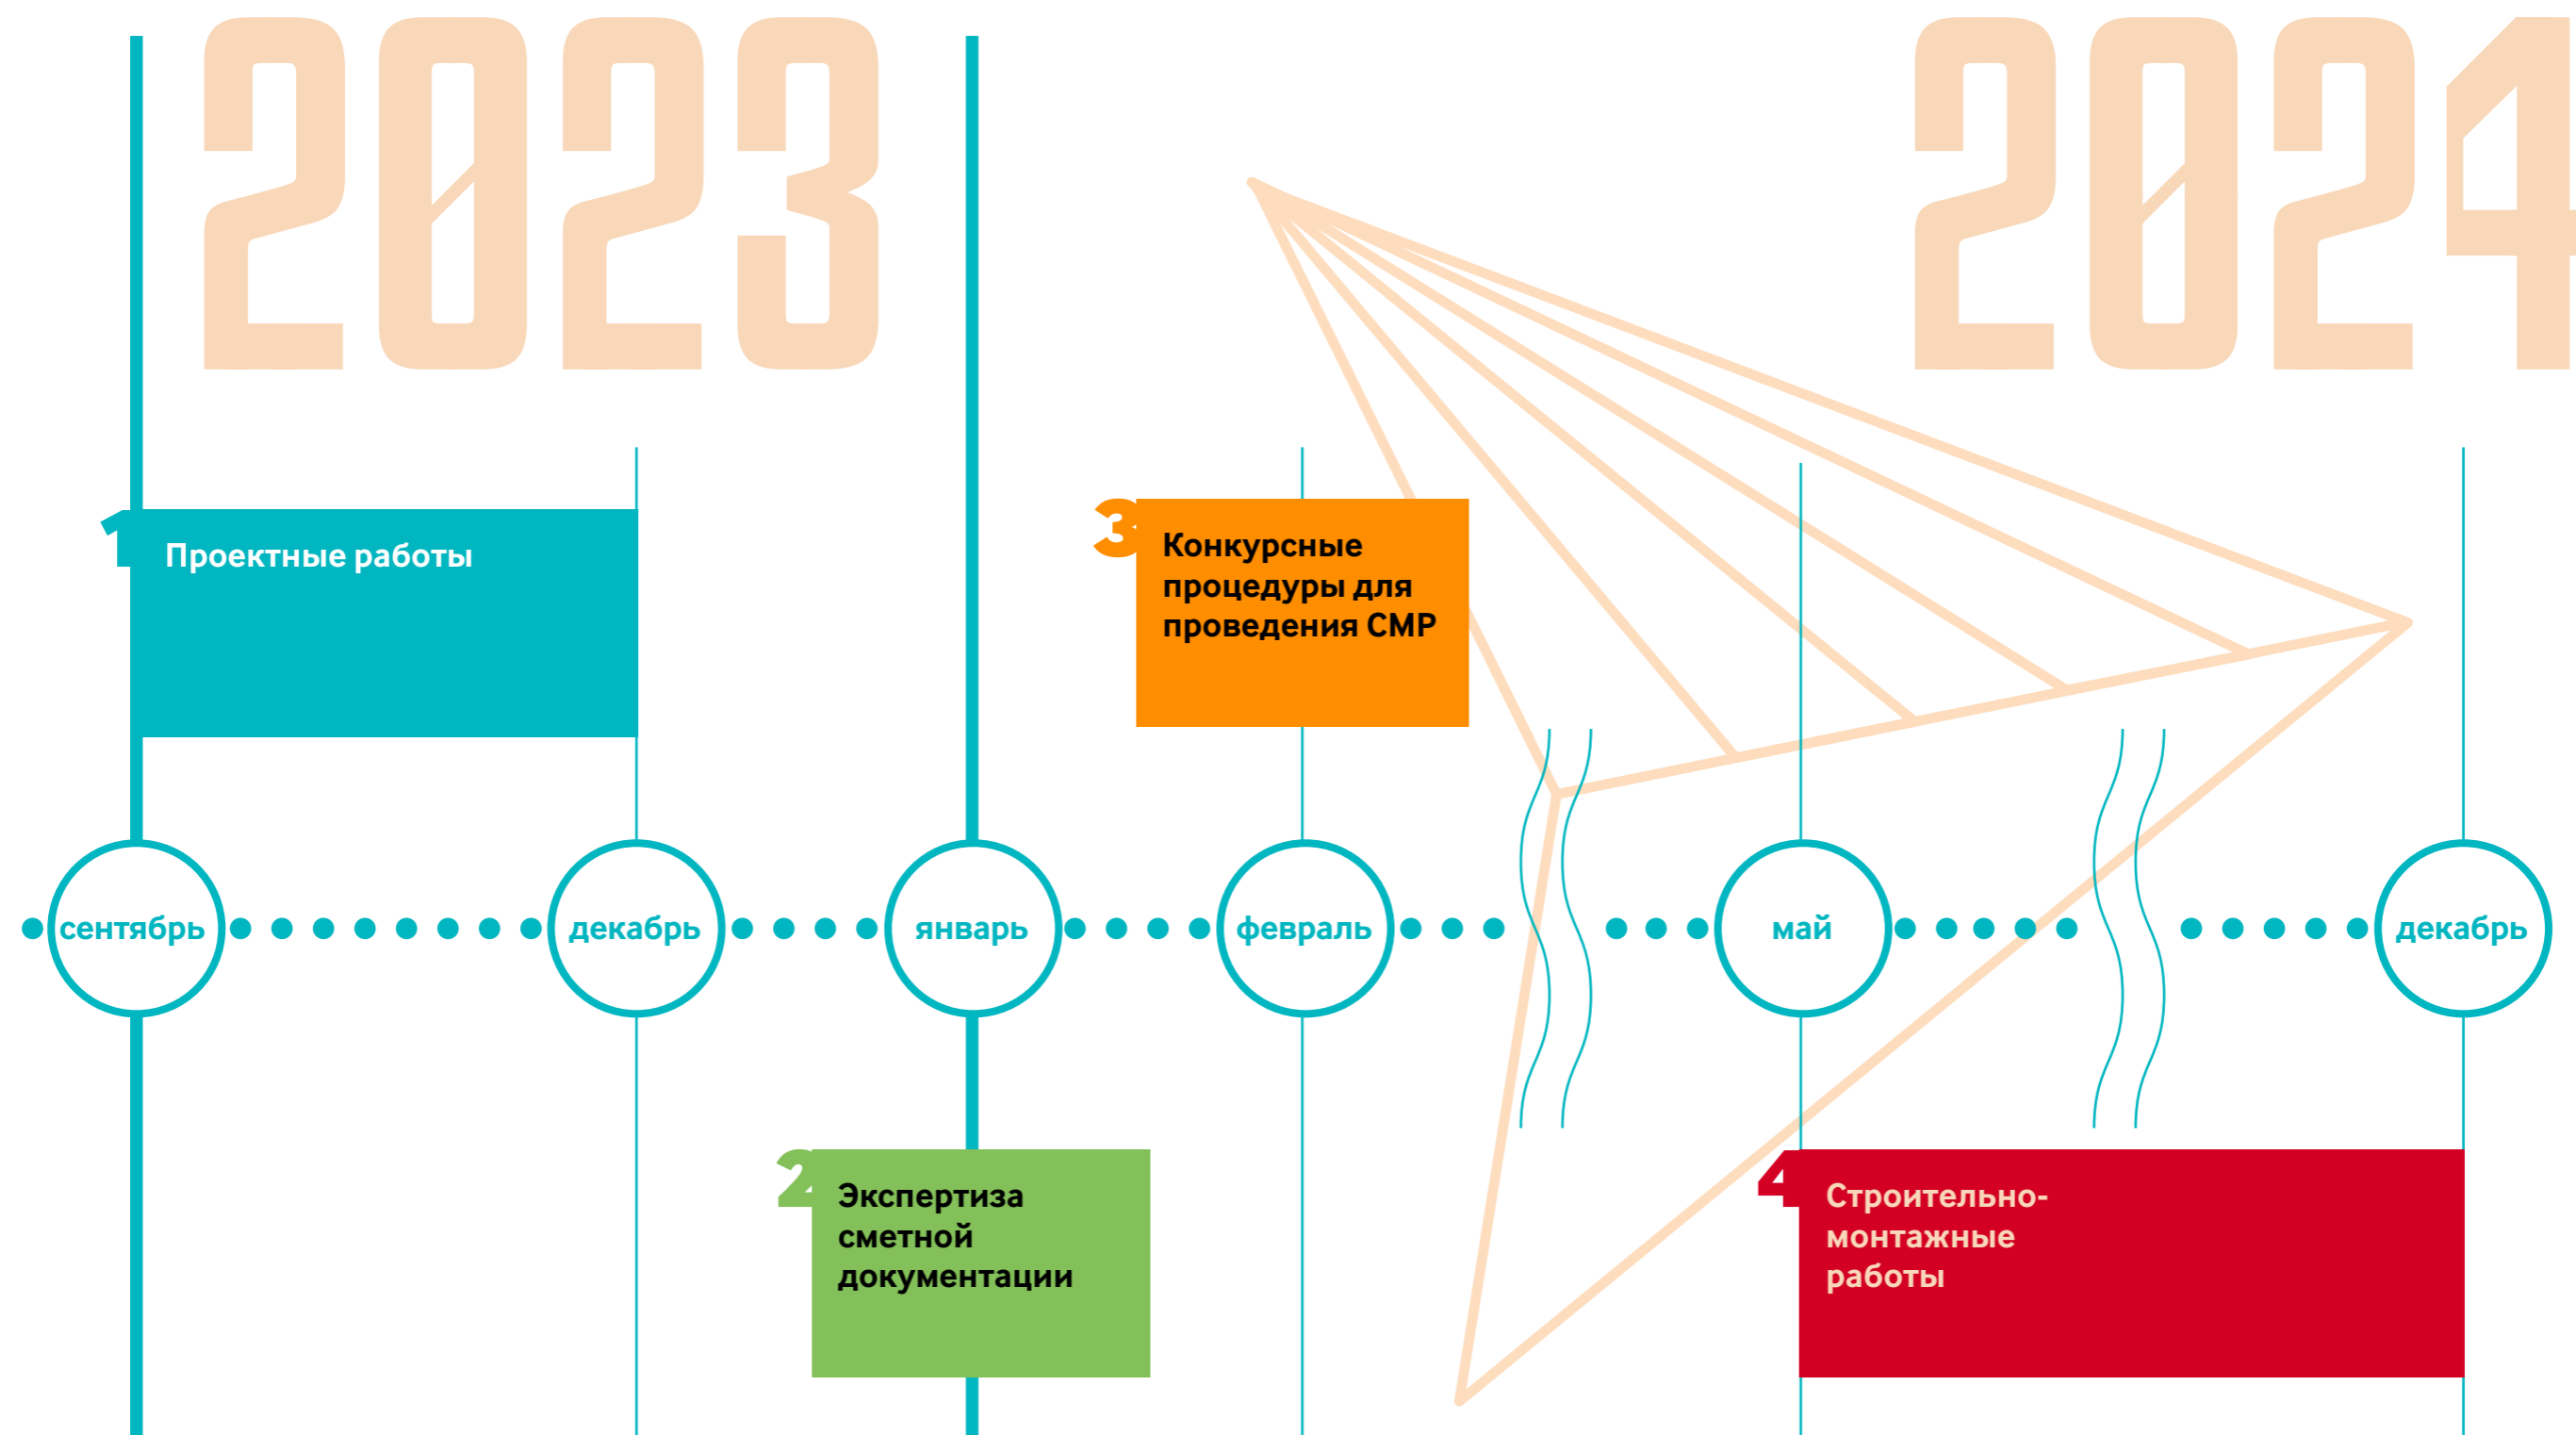 2023
2024
1
Проектные работы
3
Конкурсные
процедуры для
проведения СМР
сентябрь
декабрь
январь
февраль
май
декабрь
2
Экспертиза
сметной
документации
4
Строительно-
монтажные
работы